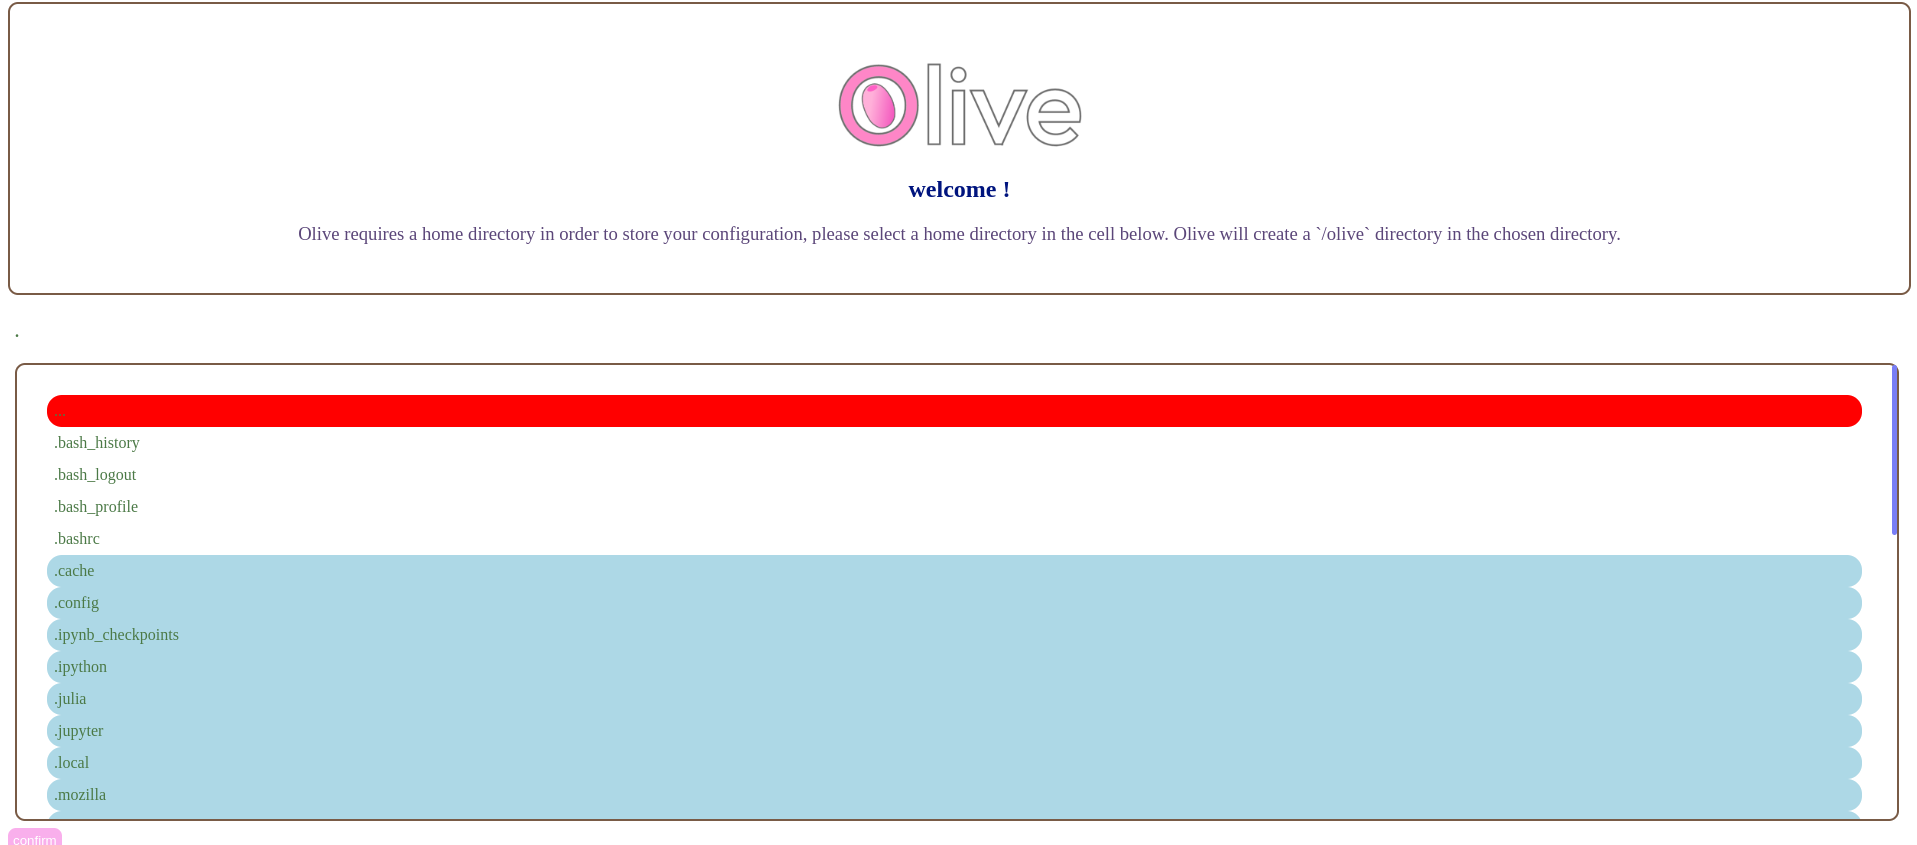 Olive
welcome !
Olive requires a home directory in order to store your configuration, please select a home directory in the cell below. Olive will create a `/olive` directory in the chosen directory.
.
...
.bash_history
.bash_logout
.bash_profile
.bashrc
.cache
.config
.ipynb_checkpoints
.ipython
.julia
.jupyter
.local
.mozilla
confirm